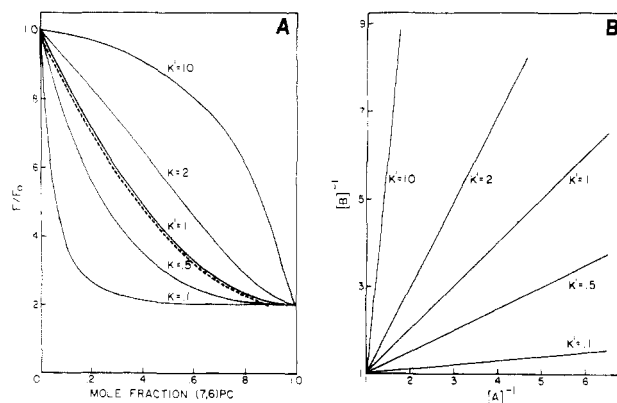 A
1.0
.8
.6
.4
.2
0
F/F₀
K'=10
K=2
K'=1
K=.5
K=.1
0 .2 .4 .6 .8 1.0
MOLE FRACTION (7,6)PC
B
9
7
5
3
1
[B]⁻¹
K'=10
K'=2
K'=1
K'=.5
K'=.1
1 2 3 4 5 6
[A]⁻¹